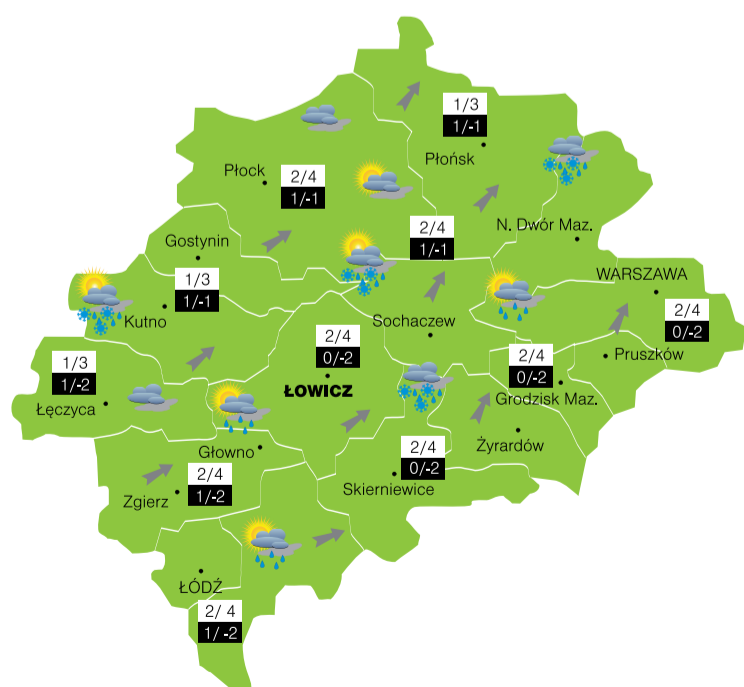 1/3
1/-1
Płońsk
Płock
2/4
1/-1
N. Dwór Maz.
2/4
1/-1
Gostynin
1/3
1/-1
Kutno
WARSZAWA
2/4
0/-2
Sochaczew
2/4
0/-2
ŁOWICZ
Pruszków
2/4
0/-2
Grodzisk Maz.
1/3
1/-2
Łęczyca
Żyrardów
Głowno
2/4
0/-2
Skierniewice
2/4
1/-2
Zgierz
ŁÓDŹ
2/ 4
1/ -2